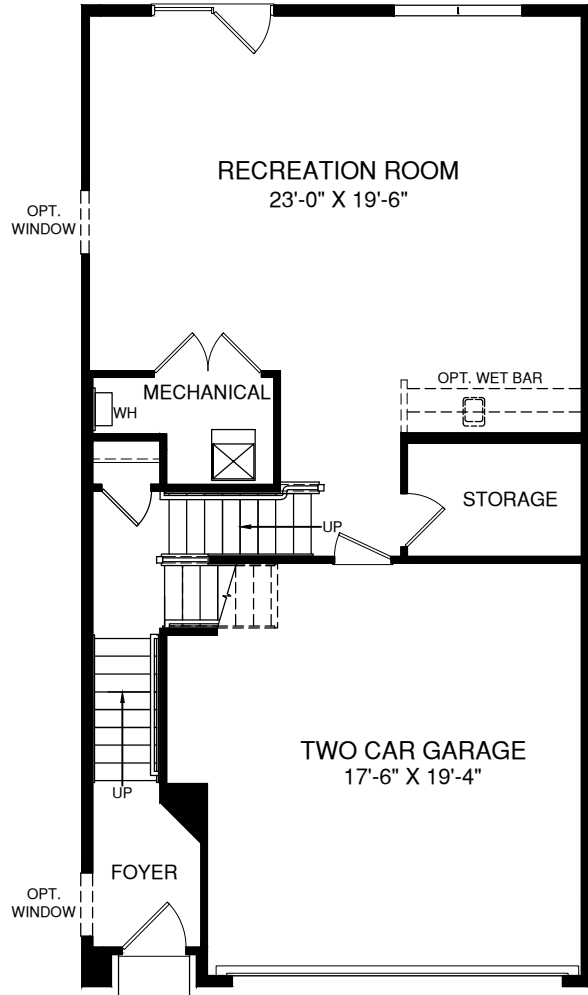 RECREATION ROOM
23'-0" X 19'-6"
OPT.
WINDOW
OPT. WET BAR
MECHANICAL
WH
STORAGE
UP
TWO CAR GARAGE
17'-6" X 19'-4"
UP
FOYER
OPT.
WINDOW